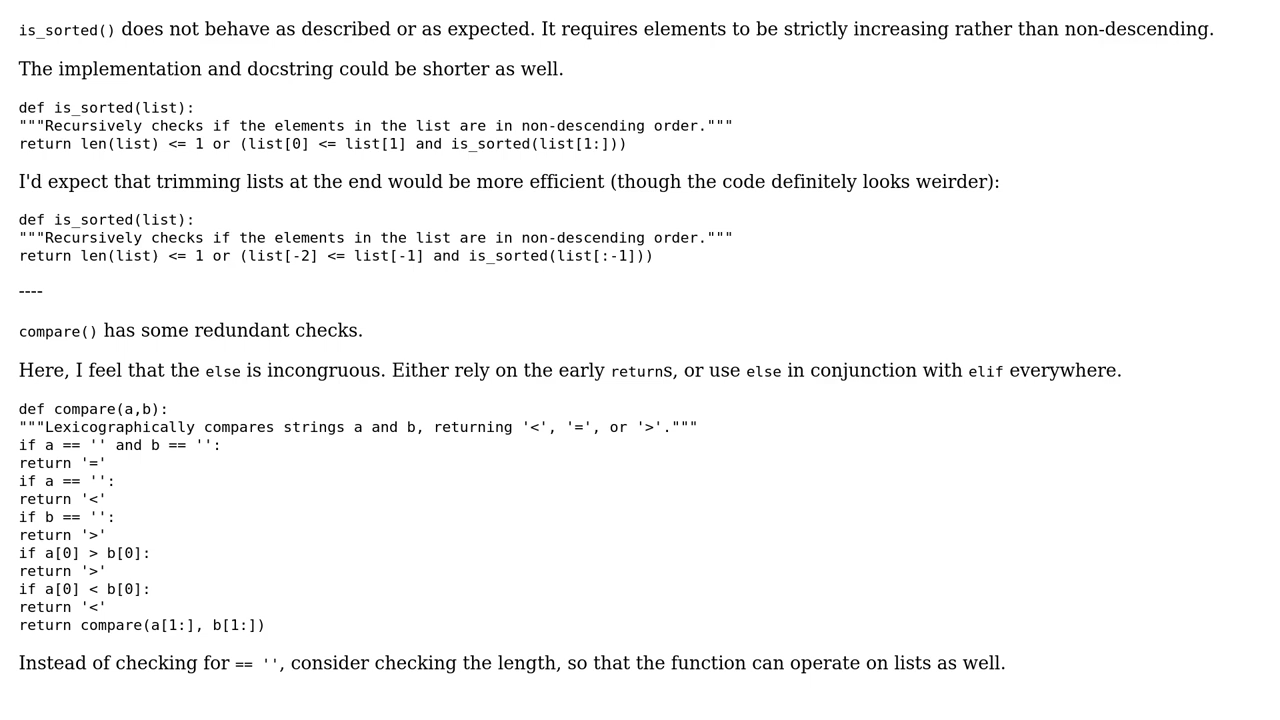 is_sorted() does not behave as described or as expected. It requires elements to be strictly increasing rather than non-descending.
The implementation and docstring could be shorter as well.
def is_sorted(list):
"""Recursively checks if the elements in the list are in non-descending order."""
return len(list) <= 1 or (list[0] <= list[1] and is_sorted(list[1:]))
I'd expect that trimming lists at the end would be more efficient (though the code definitely looks weirder):
def is_sorted(list):
"""Recursively checks if the elements in the list are in non-descending order."""
return len(list) <= 1 or (list[-2] <= list[-1] and is_sorted(list[:-1]))
----
compare() has some redundant checks.
Here, I feel that the else is incongruous. Either rely on the early returns, or use else in conjunction with elif everywhere.
def compare(a,b):
"""Lexicographically compares strings a and b, returning '<', '=', or '>'."""
if a == '' and b == '':
return '='
if a == '':
return '<'
if b == '':
return '>'
if a[0] > b[0]:
return '>'
if a[0] < b[0]:
return '<'
return compare(a[1:], b[1:])
Instead of checking for == '', consider checking the length, so that the function can operate on lists as well.